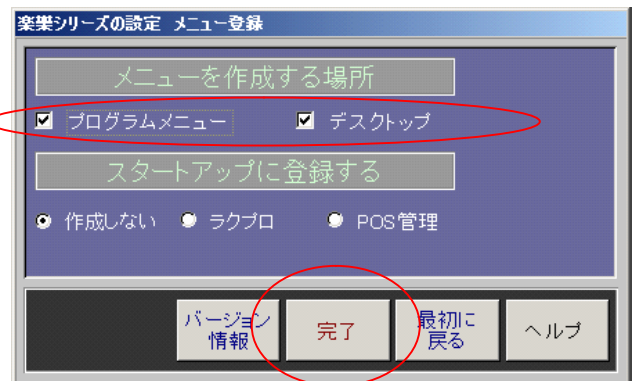 楽樂シリーズの設定 メニュー登録
メニューを作成する場所
プログラムメニュー デスクトップ
スタートアップに登録する
作成しない ラクプロ POS管理
バージョン
情報
完了
最初に
戻る
ヘルプ